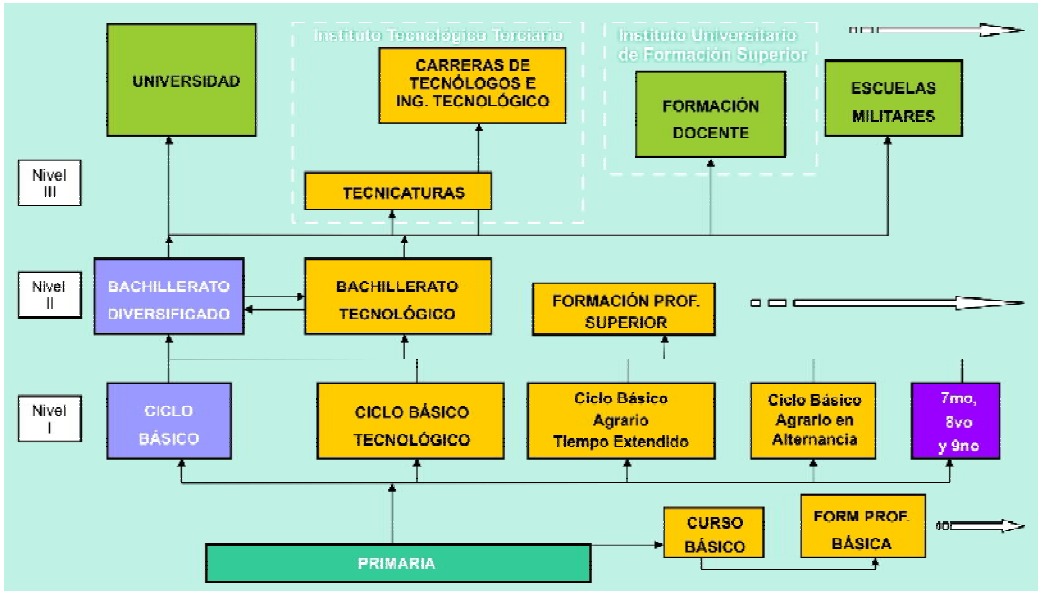 Instituto Tecnológico Terciario
Instituto Universitario
de Formación Superior
UNIVERSIDAD
CARRERAS DE
TECNÓLOGOS E
ING. TECNOLÓGICO
FORMACIÓN
DOCENTE
ESCUELAS
MILITARES
Nivel
III
TECNICATURAS
Nivel
II
BACHILLERATO
DIVERSIFICADO
BACHILLERATO
TECNOLÓGICO
FORMACIÓN PROF.
SUPERIOR
Nivel
I
CICLO
BÁSICO
CICLO BÁSICO
TECNOLÓGICO
Ciclo Básico
Agrario
Tiempo Extendido
Ciclo Básico
Agrario en
Alternancia
7mo,
8vo
y 9no
CURSO
BÁSICO
FORM PROF.
BÁSICA
PRIMARIA